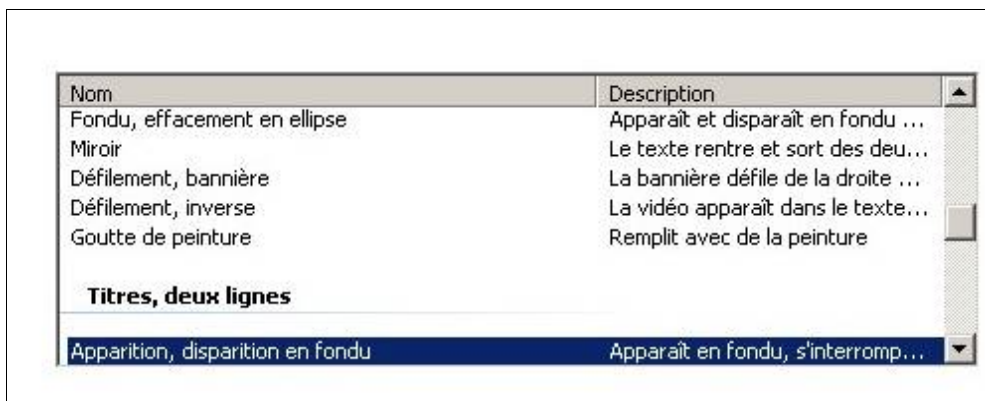 Nom Description
Fondu, effacement en ellipse Apparaît et disparaît en fondu ...
Miroir Le texte rentre et sort des deu...
Défilement, bannière La bannière défile de la droite ...
Défilement, inverse La vidéo apparaît dans le texte...
Goutte de peinture Remplit avec de la peinture
Titres, deux lignes
Apparition, disparition en fondu Apparaît en fondu, s'interromp...